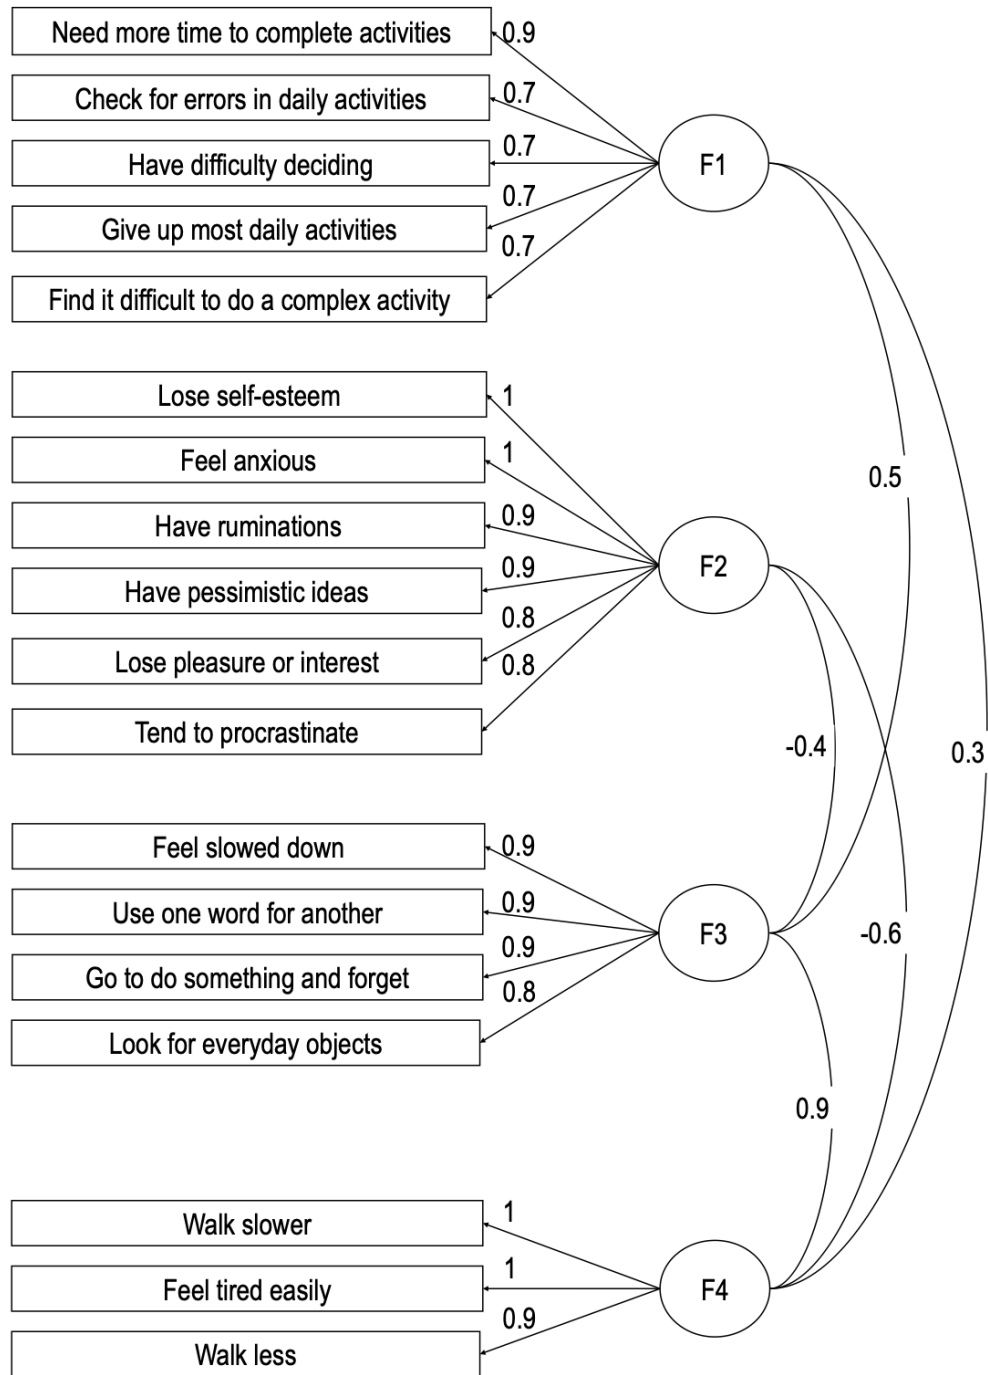 Need more time to complete activities
0.9
Check for errors in daily activities
0.7
Have difficulty deciding
0.7
F1
Give up most daily activities
0.7
Find it difficult to do a complex activity
0.7
Lose self-esteem
1
Feel anxious
1
0.5
Have ruminations
0.9
Have pessimistic ideas
0.9
F2
Lose pleasure or interest
0.8
Tend to procrastinate
0.8
-0.4
0.3
Feel slowed down
0.9
Use one word for another
0.9
F3
-0.6
Go to do something and forget
0.9
Look for everyday objects
0.8
0.9
Walk slower
1
Feel tired easily
1
F4
Walk less
0.9